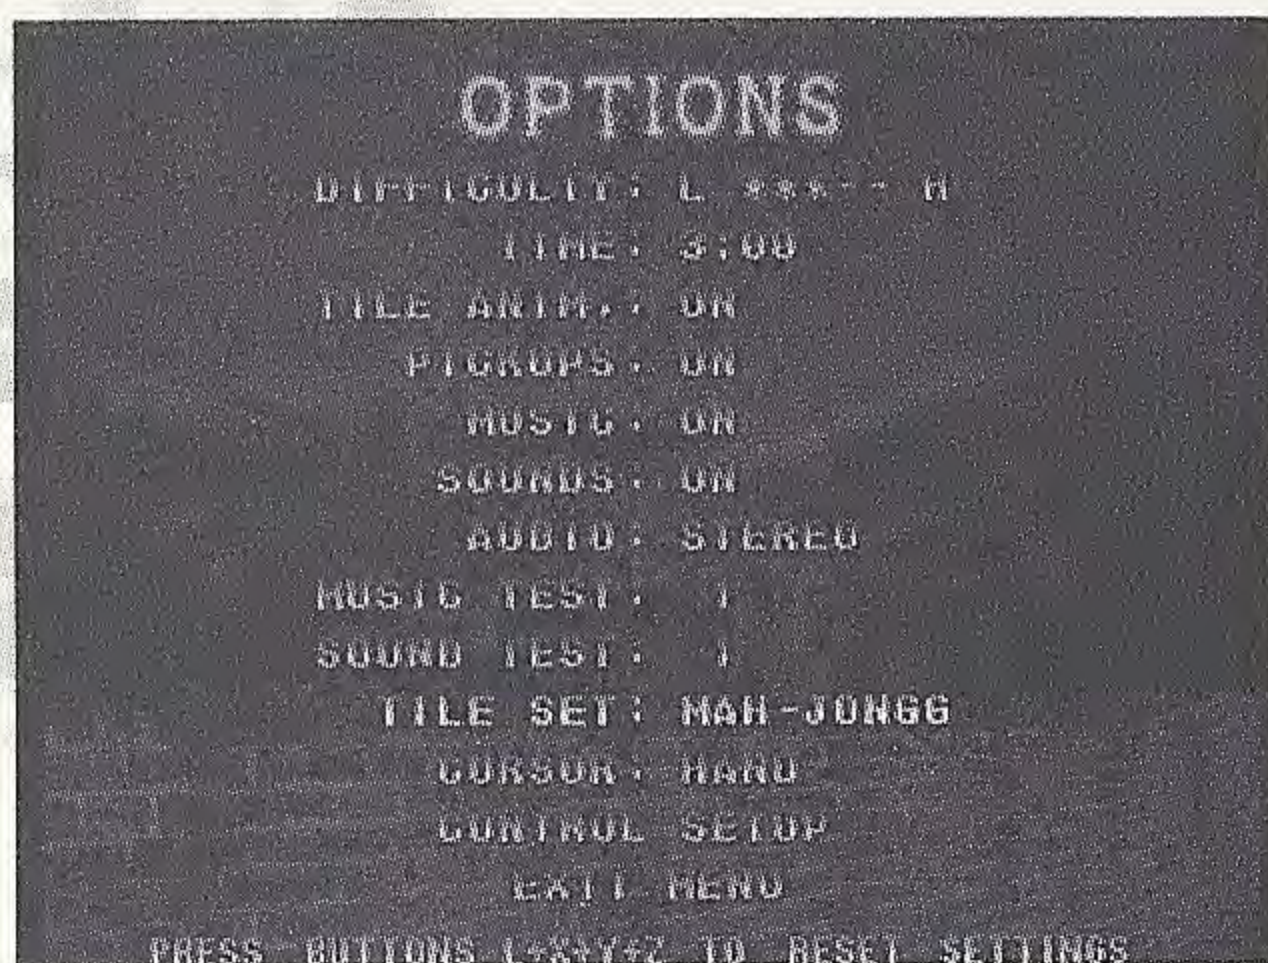 OPTIONS
DIFFICULTY: L ***-- H
TIME: 3:00
TILE ANIM.: ON
PICKUPS: ON
MUSIC: ON
SOUNDS: ON
AUDIO: STEREO
MUSIC TEST: 1
SOUND TEST: 1
TILE SET: MAH-JONGG
CURSOR: HAND
CONTROL SETUP
EXIT MENU
PRESS BUTTONS L+X+Y+Z TO RESET SETTINGS